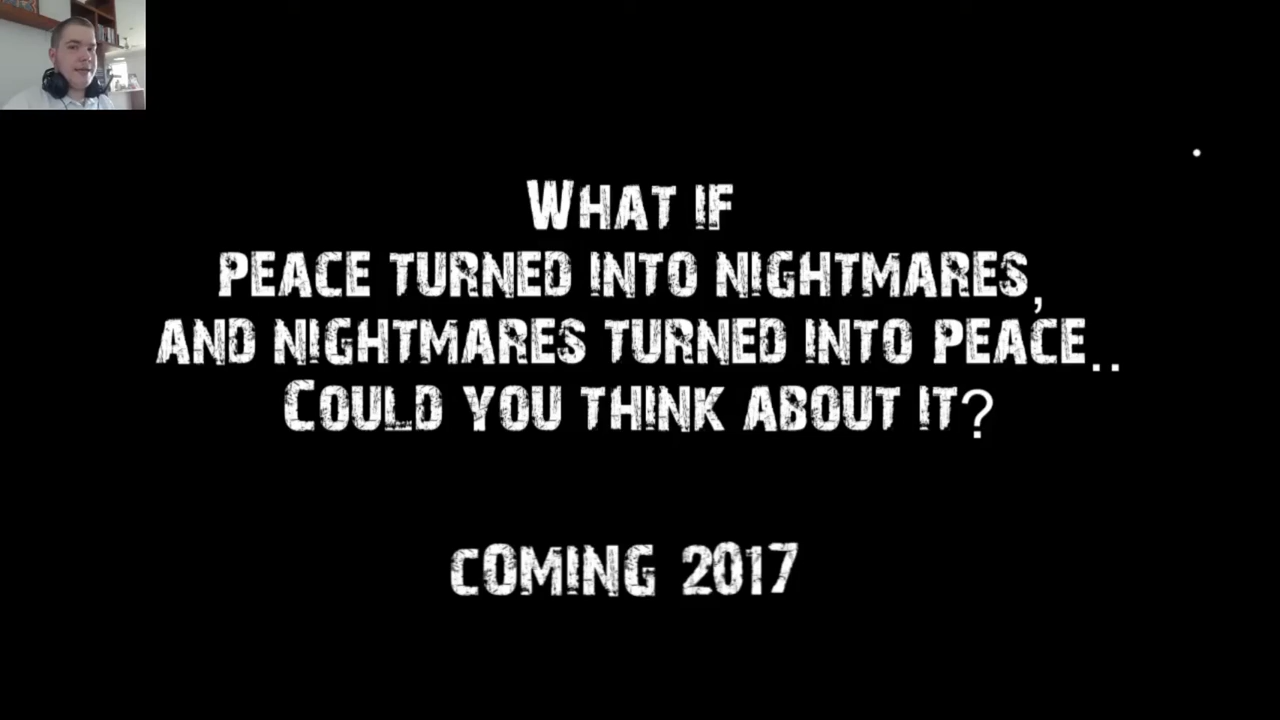 What if
peace turned into nightmares,
and nightmares turned into peace..
Could you think about it?
coming 2017